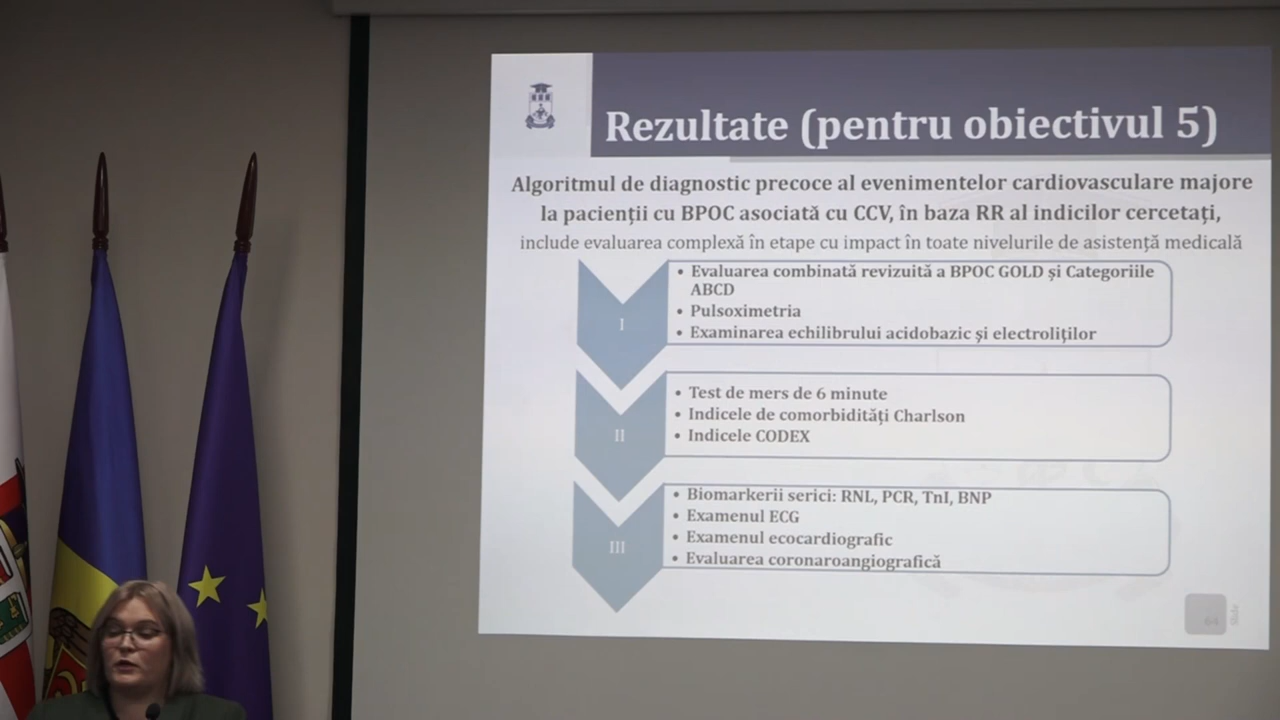 Rezultate (pentru obiectivul 5)
Algoritmul de diagnostic precoce al evenimentelor cardiovasculare majore
la pacienții cu BPOC asociată cu CCV, în baza RR al indicilor cercetați,
include evaluarea complexă în etape cu impact în toate nivelurile de asistență medicală
I
• Evaluarea combinată revizuită a BPOC GOLD și Categoriile
ABCD
• Pulsoximetria
• Examinarea echilibrului acidobazic şi electroliţilor
II
• Test de mers de 6 minute
• Indicele de comorbidități Charlson
• Indicele CODEX
III
• Biomarkerii serici: RNL, PCR, TnI, BNP
• Examenul ECG
• Examenul ecocardiografic
• Evaluarea coronaroangiografică
64
Slide